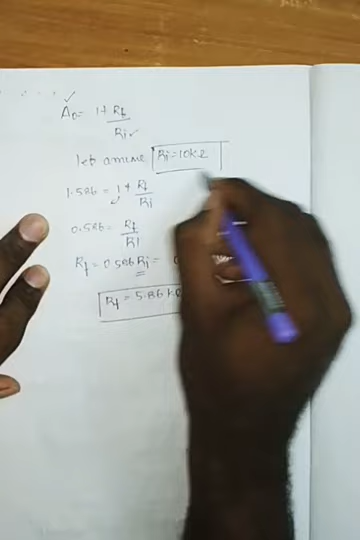 A₀ = 1 + Rf/Ri
let assume Ri = 10KΩ
1.586 = 1 + Rf/Ri
0.586 = Rf/Ri
Rf = 0.586 Ri = 0
Rf = 5.86 KΩ